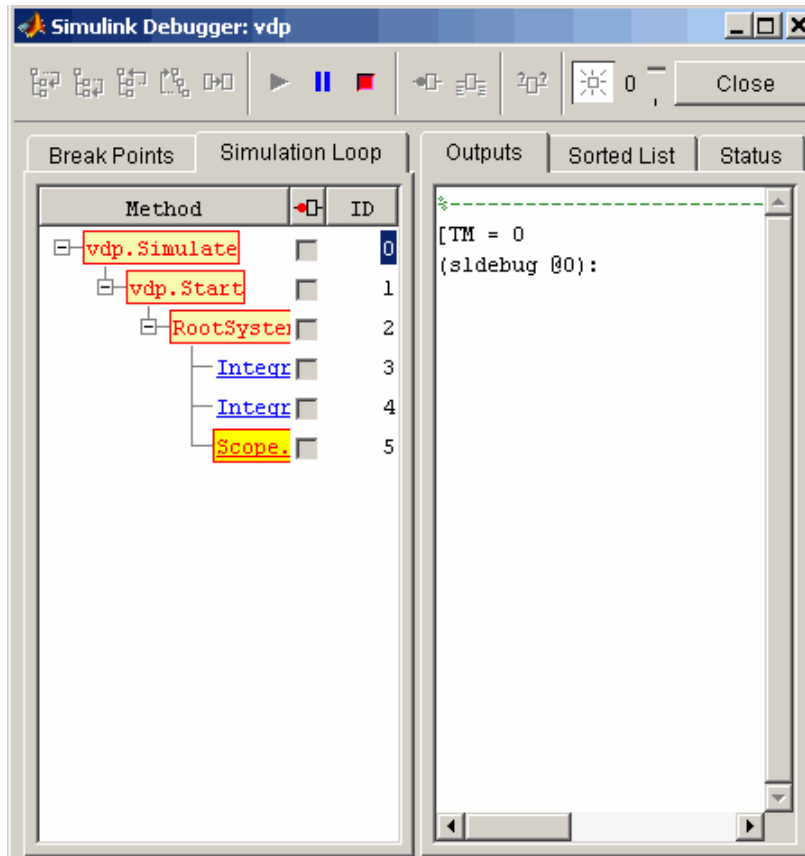 Simulink Debugger: vdp
?
?
0
Close
Break Points
Simulation Loop
Outputs
Sorted List
Status
Method
ID
%---------------------------
vdp.Simulate
0
[TM = 0
vdp.Start
1
(sldebug @0):
RootSyste
2
Integr
3
Integr
4
Scope.
5